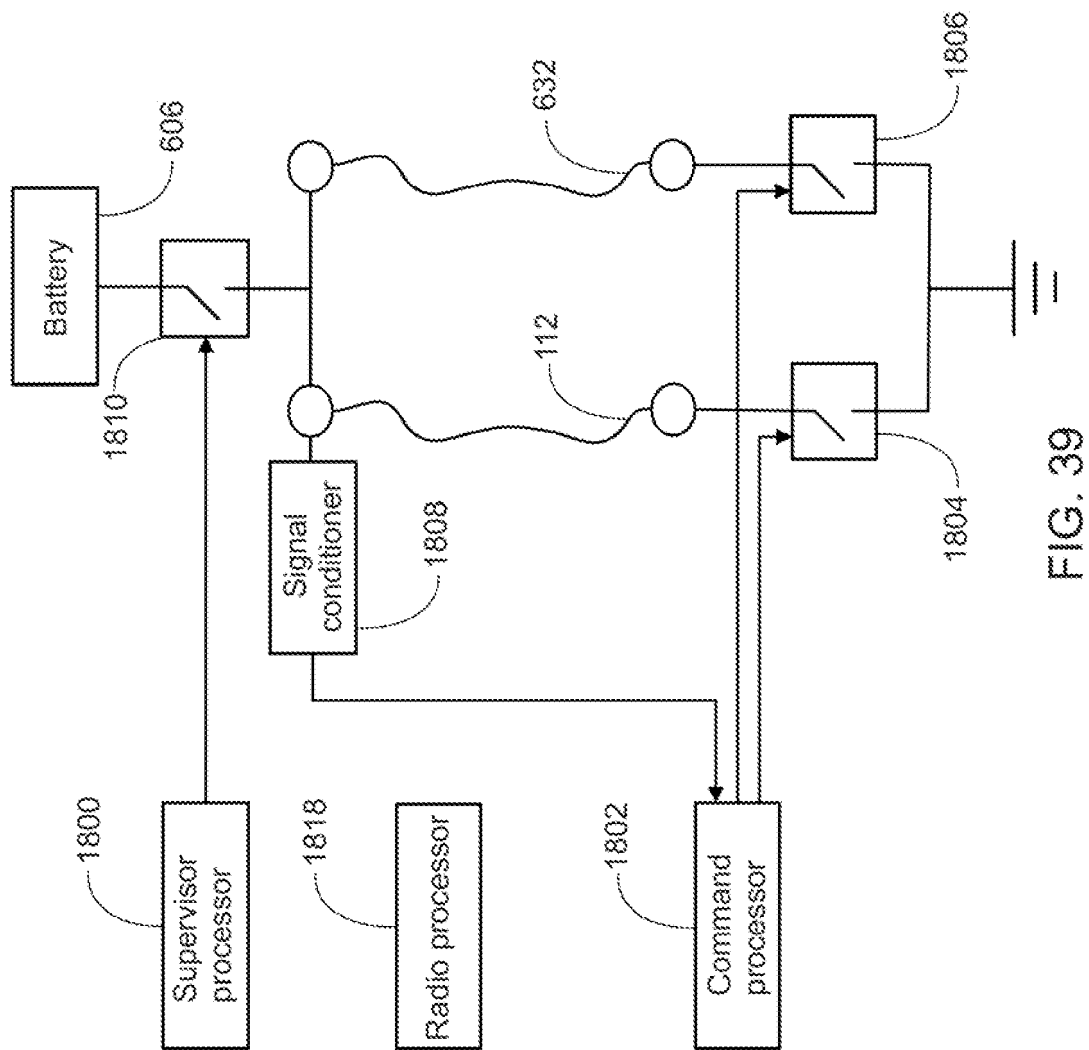 Battery
606
1810
1800
Supervisor
processor
Signal
conditioner
1808
1818
Radio processor
112
632
1802
Command
processor
1804
1806
FIG. 39